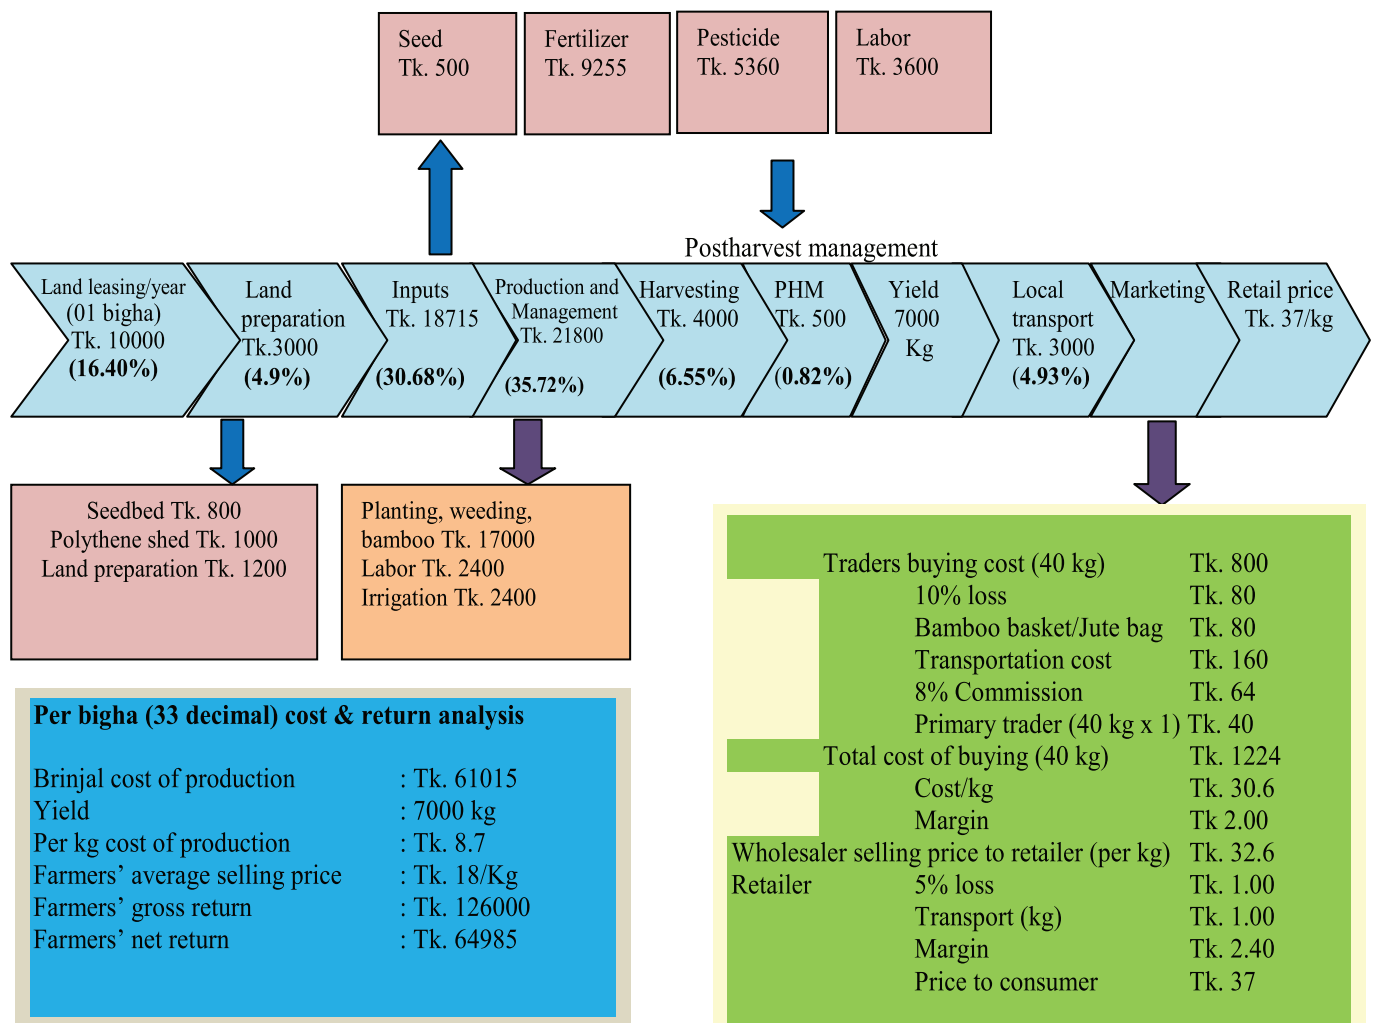 Seed
Tk. 500
Fertilizer
Tk. 9255
Pesticide
Tk. 5360
Labor
Tk. 3600
Postharvest management
Land leasing/year
(01 bigha)
Tk. 10000
(16.40%)
Land
preparation
Tk.3000
(4.9%)
Inputs
Tk. 18715
(30.68%)
Production and
Management
Tk. 21800
(35.72%)
Harvesting
Tk. 4000
(6.55%)
PHM
Tk. 500
(0.82%)
Yield
7000
Kg
Local
transport
Tk. 3000
(4.93%)
Marketing
Retail price
Tk. 37/kg
Seedbed Tk. 800
Polythene shed Tk. 1000
Land preparation Tk. 1200
Planting, weeding,
bamboo Tk. 17000
Labor Tk. 2400
Irrigation Tk. 2400
Per bigha (33 decimal) cost & return analysis
Brinjal cost of production : Tk. 61015
Yield : 7000 kg
Per kg cost of production : Tk. 8.7
Farmers’ average selling price : Tk. 18/Kg
Farmers’ gross return : Tk. 126000
Farmers’ net return : Tk. 64985
Traders buying cost (40 kg) Tk. 800
10% loss Tk. 80
Bamboo basket/Jute bag Tk. 80
Transportation cost Tk. 160
8% Commission Tk. 64
Primary trader (40 kg x 1) Tk. 40
Total cost of buying (40 kg) Tk. 1224
Cost/kg Tk. 30.6
Margin Tk 2.00
Wholesaler selling price to retailer (per kg) Tk. 32.6
Retailer 5% loss Tk. 1.00
Transport (kg) Tk. 1.00
Margin Tk. 2.40
Price to consumer Tk. 37